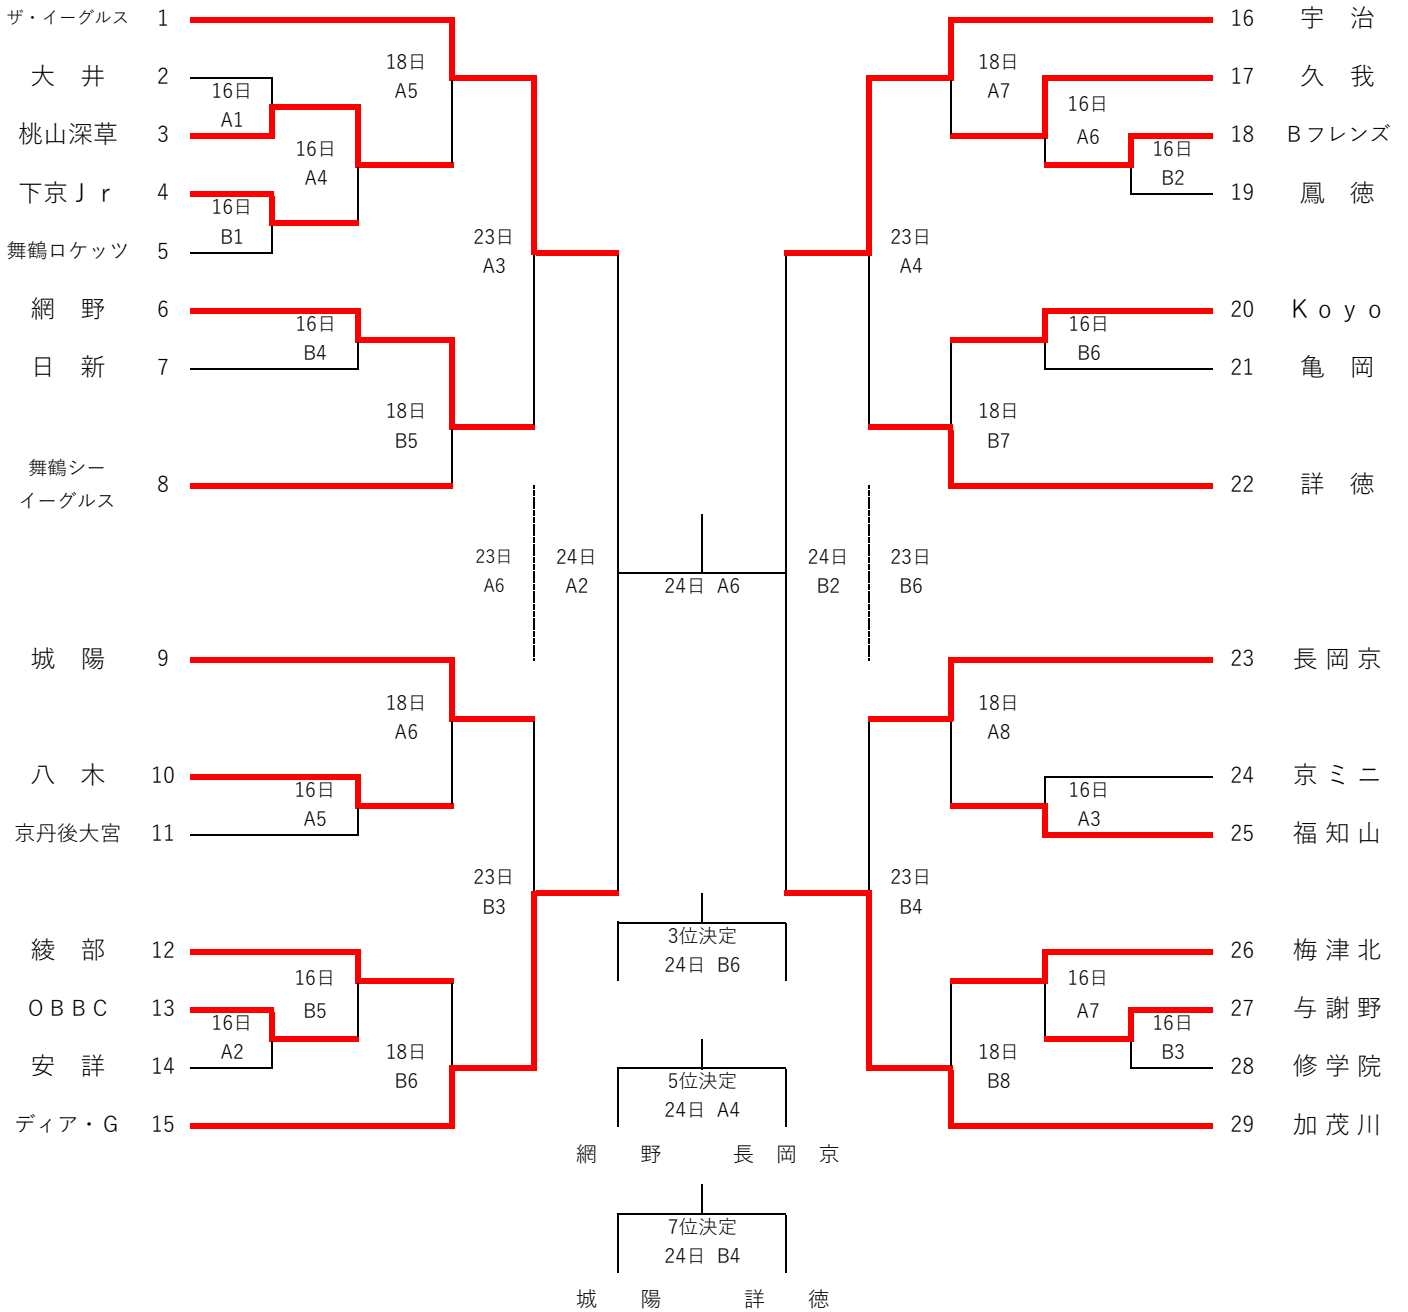 ザ・イーグルス 1
大井 2
桃山深草 3
下京Ｊｒ 4
舞鶴ロケッツ 5
網野 6
日新 7
舞鶴シー
イーグルス 8
城陽 9
八木 10
京丹後大宮 11
綾部 12
ＯＢＢＣ 13
安詳 14
ディア・G 15
16日
A1
16日
B1
16日
A4
16日
B4
18日
A5
18日
B5
23日
A3
23日
A6
24日
A2
18日
A6
16日
A5
23日
B3
16日
B5
16日
A2
18日
B6
24日 A6
3位決定
24日 B6
5位決定
24日 A4
網野 長岡京
7位決定
24日 B4
城陽 詳徳
18日
A7
16日
A6
16日
B2
23日
A4
16日
B6
18日
B7
24日
B2
23日
B6
18日
A8
16日
A3
23日
B4
16日
A7
16日
B3
18日
B8
16 宇治
17 久我
18 Ｂフレンズ
19 鳳徳
20 Ｋｏｙｏ
21 亀岡
22 詳徳
23 長岡京
24 京ミニ
25 福知山
26 梅津北
27 与謝野
28 修学院
29 加茂川